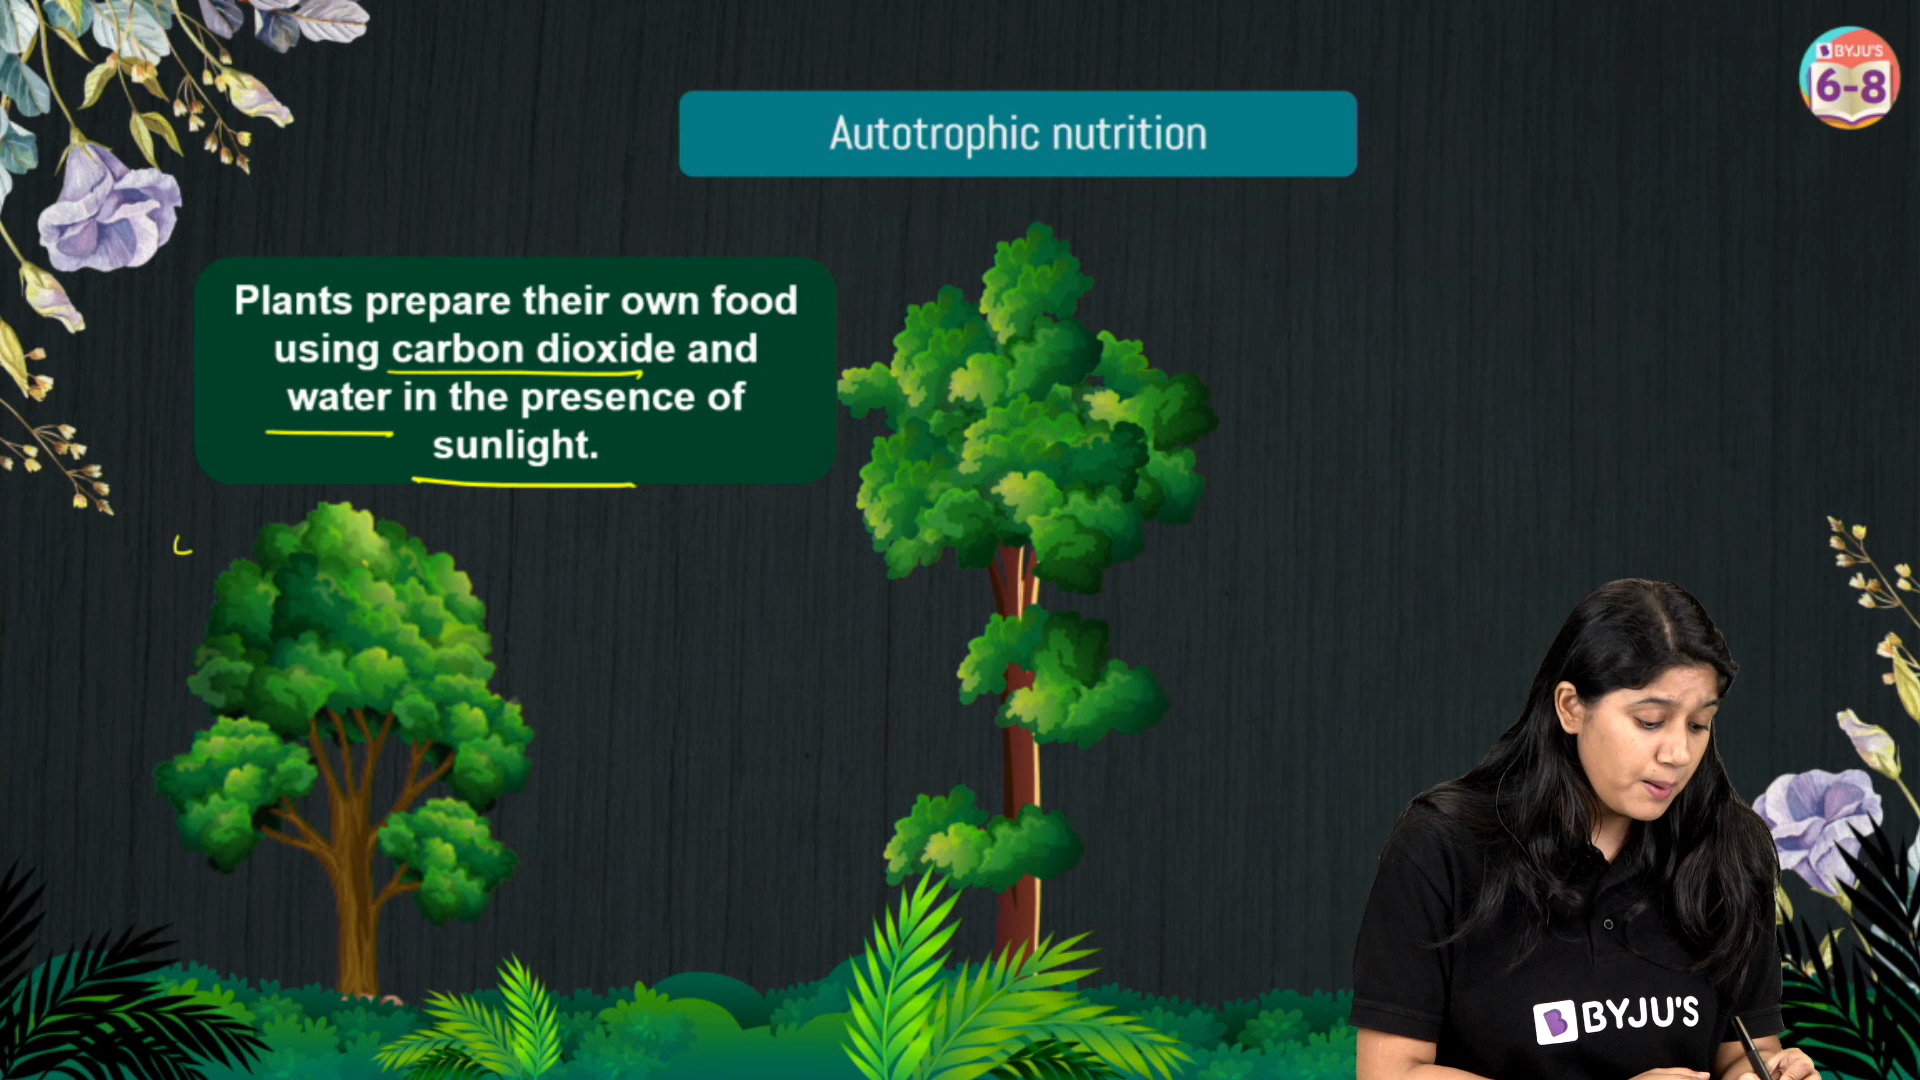 BYJU'S
6-8
Autotrophic nutrition
Plants prepare their own food
using carbon dioxide and
water in the presence of
sunlight.
BYJU'S